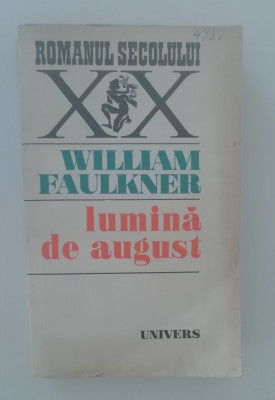 ROMANUL SECOLULUI
XX
WILLIAM
FAULKNER
lumină
de august
UNIVERS